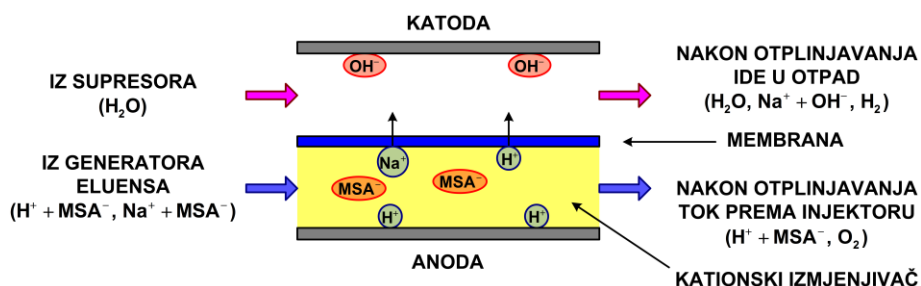 KATODA
OH⁻ OH⁻
IZ SUPRESORA
(H₂O)
NAKON OTPLINJAVANJA
IDE U OTPAD
(H₂O, Na⁺ + OH⁻, H₂)
MEMBRANA
IZ GENERATORA
ELUENSA
(H⁺ + MSA⁻, Na⁺ + MSA⁻)
Na⁺ H⁺
MSA⁻ MSA⁻
H⁺ H⁺
NAKON OTPLINJAVANJA
TOK PREMA INJEKTORU
(H⁺ + MSA⁻, O₂)
ANODA
KATIONSKI IZMJENJIVAČ